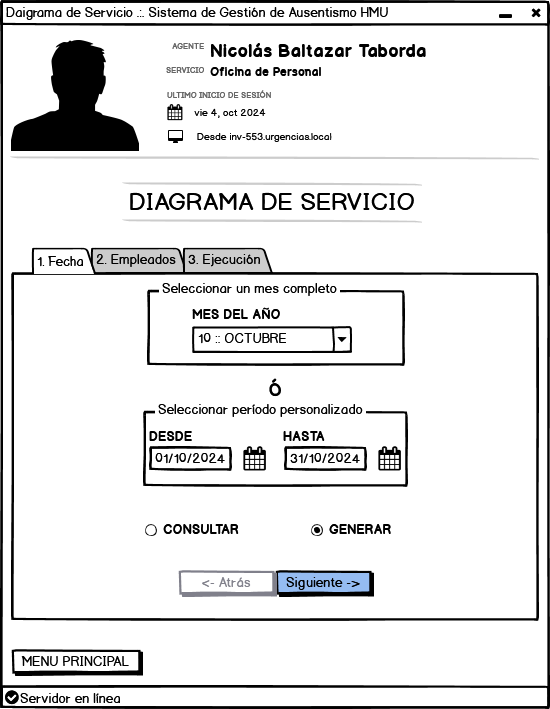 Daigrama de Servicio .:. Sistema de Gestión de Ausentismo HMU
AGENTE Nicolás Baltazar Taborda
SERVICIO Oficina de Personal
ULTIMO INICIO DE SESIÓN
vie 4, oct 2024
Desde inv-553.urgencias.local
DIAGRAMA DE SERVICIO
1. Fecha 2. Empleados 3. Ejecución
Seleccionar un mes completo
MES DEL AÑO
10 :: OCTUBRE
Ó
Seleccionar período personalizado
DESDE HASTA
01/10/2024 31/10/2024
CONSULTAR GENERAR
<- Atrás Siguiente ->
MENU PRINCIPAL
Servidor en línea